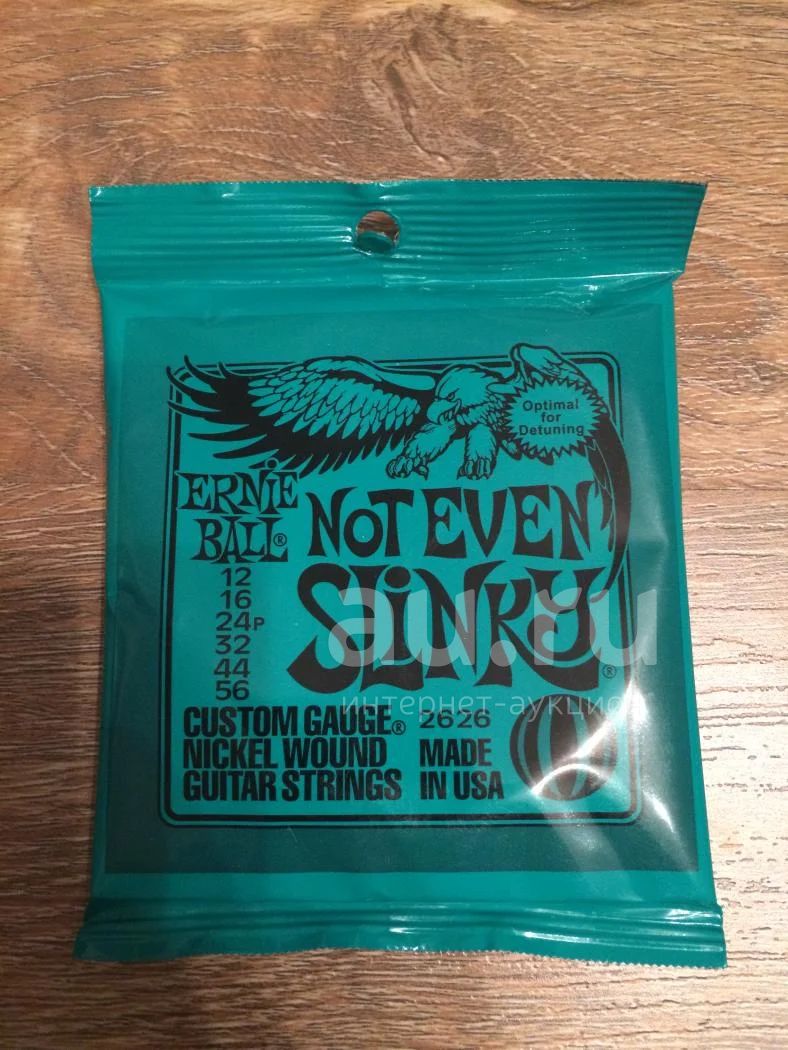 Optimal
for
Detuning
ERNIE
BALL®
NOT EVEN
SLINKY®
12
16
24P
32
44
56
au.ru
интернет-аукцион
CUSTOM GAUGE®
NICKEL WOUND
GUITAR STRINGS
2626
MADE
IN USA